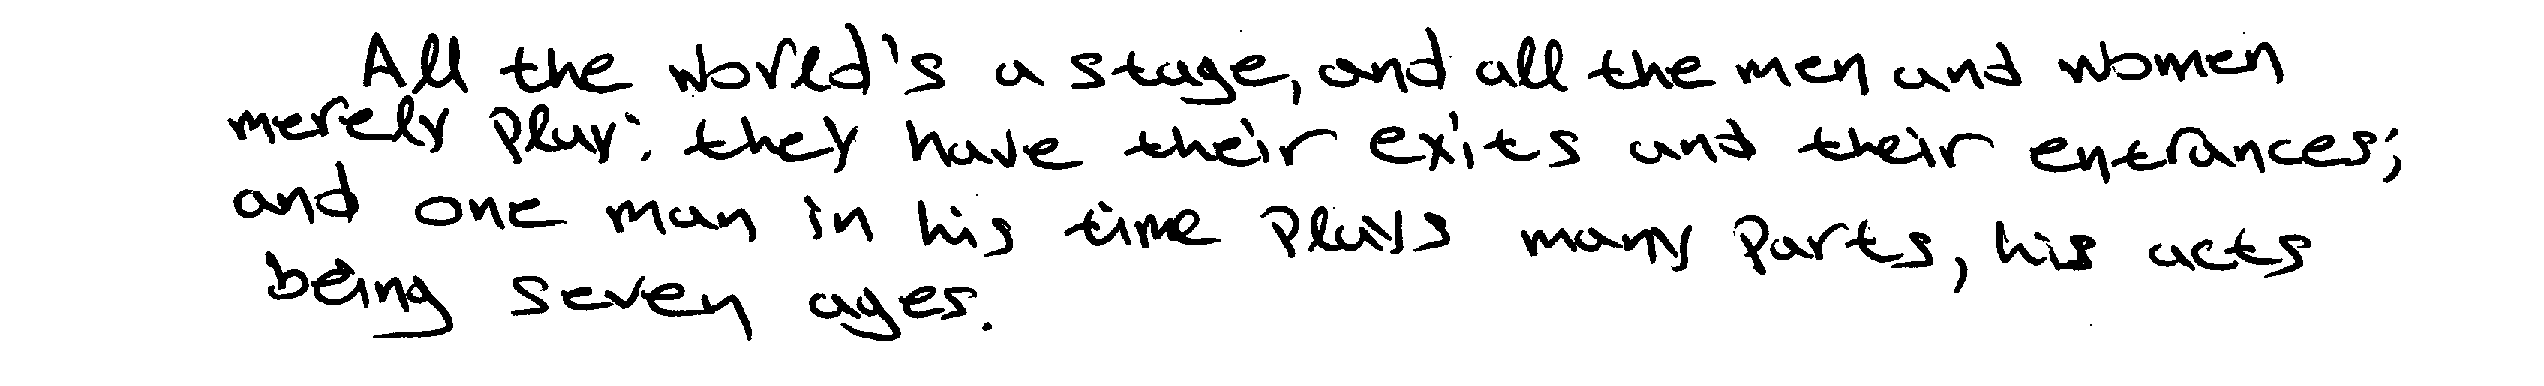 All the world's a stage, and all the men and women
merely play: they have their exits and their entrances;
and one man in his time plays many parts, his acts
being seven ages.